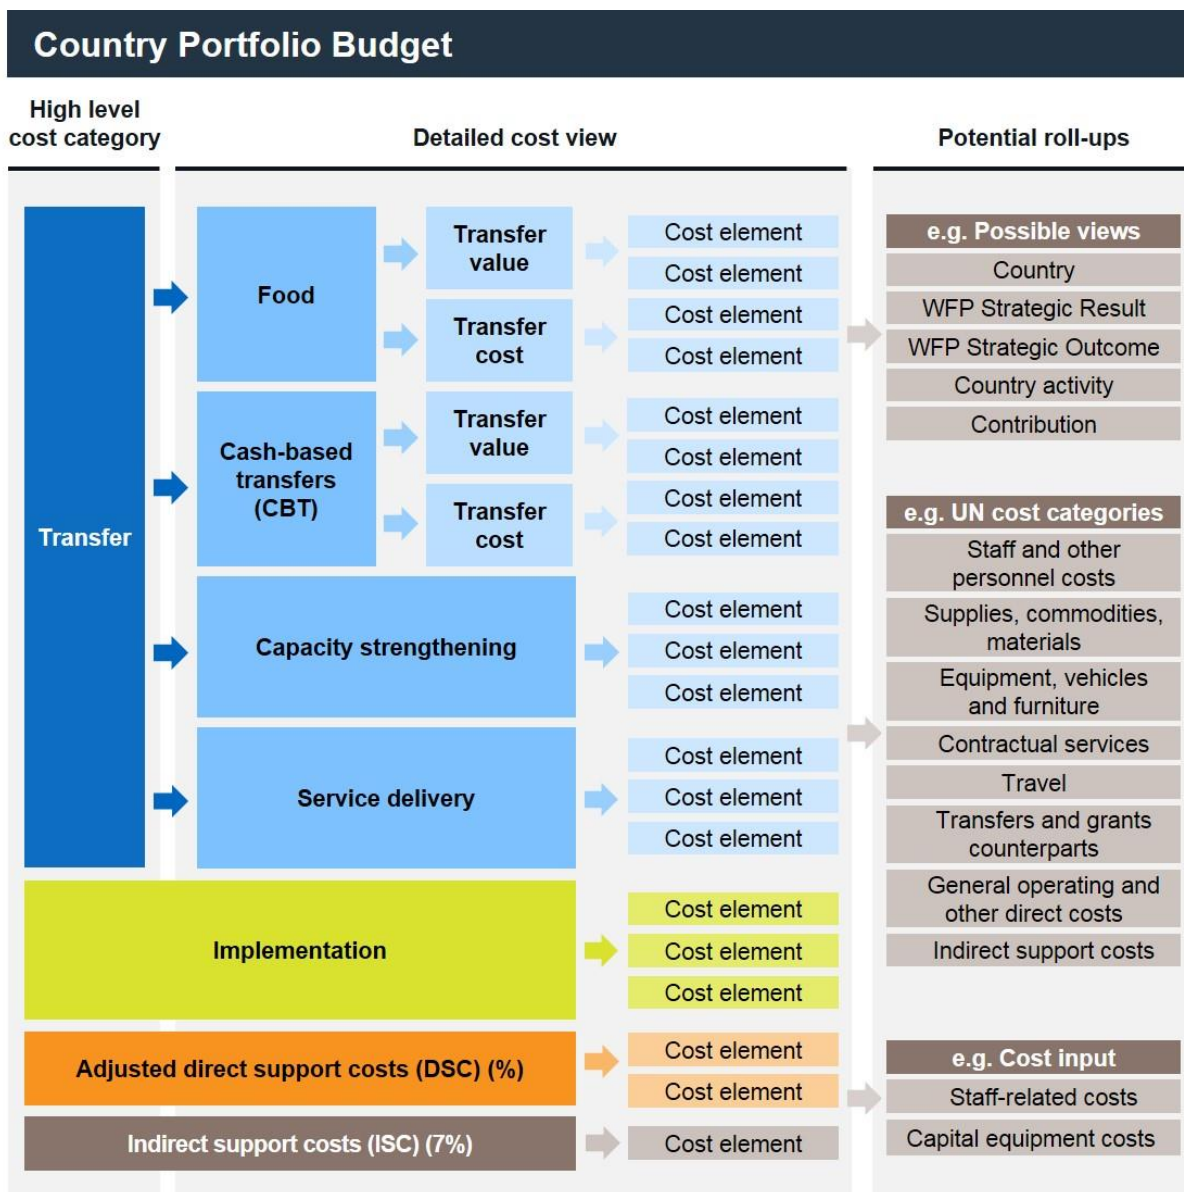 Country Portfolio Budget
High level
cost category
Detailed cost view
Potential roll-ups
Transfer
Food
Transfer
value
Transfer
cost
Cost element
Cost element
Cost element
Cost element
Cash-based
transfers
(CBT)
Transfer
value
Transfer
cost
Cost element
Cost element
Cost element
Cost element
Capacity strengthening
Cost element
Cost element
Cost element
Service delivery
Cost element
Cost element
Cost element
Implementation
Cost element
Cost element
Cost element
Adjusted direct support costs (DSC) (%)
Cost element
Cost element
Indirect support costs (ISC) (7%)
Cost element
e.g. Possible views
Country
WFP Strategic Result
WFP Strategic Outcome
Country activity
Contribution
e.g. UN cost categories
Staff and other
personnel costs
Supplies, commodities,
materials
Equipment, vehicles
and furniture
Contractual services
Travel
Transfers and grants
counterparts
General operating and
other direct costs
Indirect support costs
e.g. Cost input
Staff-related costs
Capital equipment costs